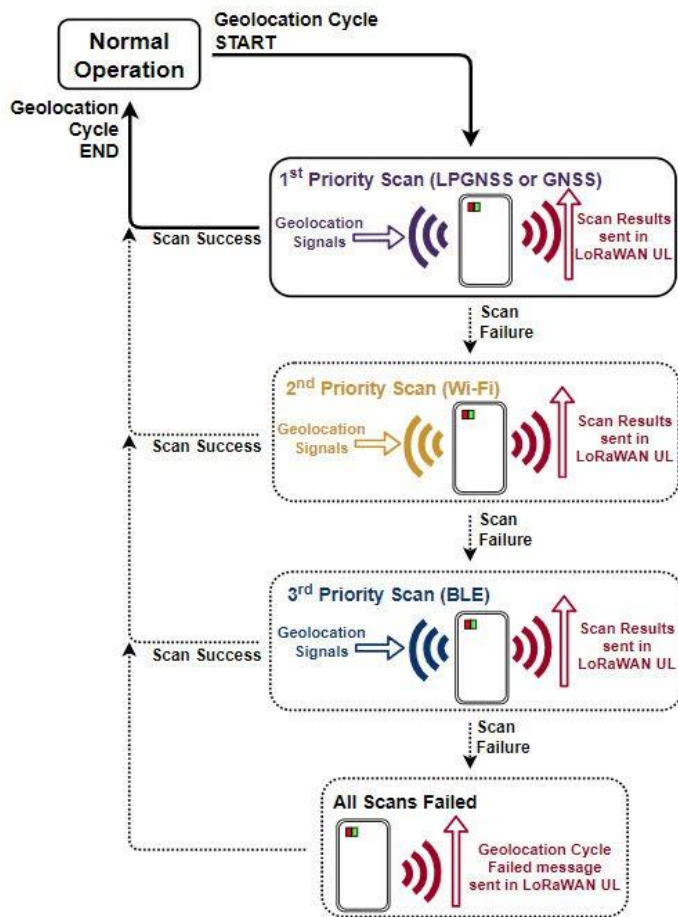 Normal
Operation
Geolocation Cycle
START
Geolocation
Cycle
END
1st Priority Scan (LPGNSS or GNSS)
Geolocation
Signals
Scan Results
sent in
LoRaWAN UL
Scan Success
Scan
Failure
2nd Priority Scan (Wi-Fi)
Geolocation
Signals
Scan Results
sent in
LoRaWAN UL
Scan Success
Scan
Failure
3rd Priority Scan (BLE)
Geolocation
Signals
Scan Results
sent in
LoRaWAN UL
Scan Success
Scan
Failure
All Scans Failed
Geolocation Cycle
Failed message
sent in LoRaWAN UL